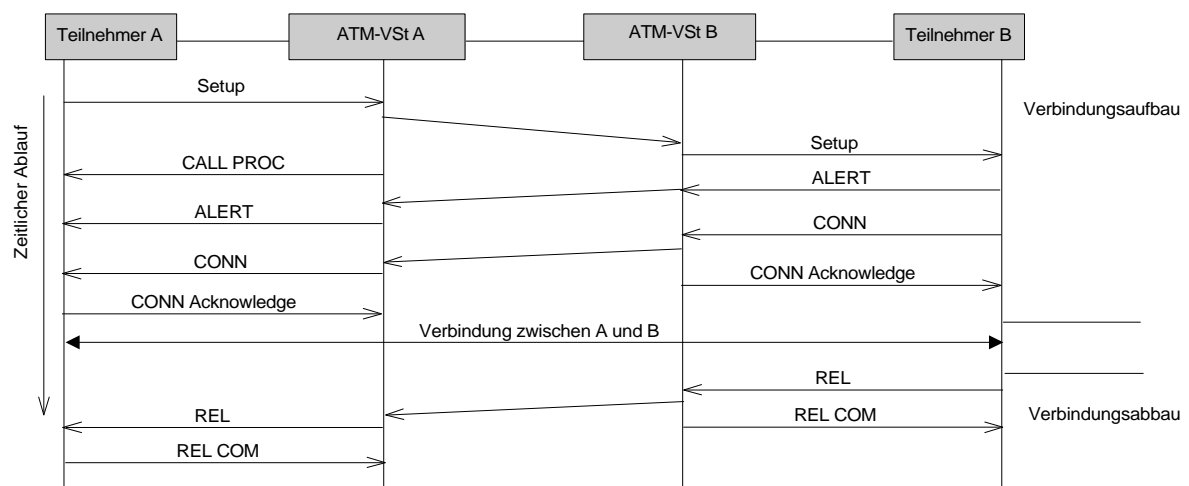 Teilnehmer A
ATM-VSt A
ATM-VSt B
Teilnehmer B
Zeitlicher Ablauf
Setup
Verbindungsaufbau
Setup
CALL PROC
ALERT
ALERT
CONN
CONN
CONN Acknowledge
CONN Acknowledge
Verbindung zwischen A und B
REL
REL
REL COM
Verbindungsabbau
REL COM